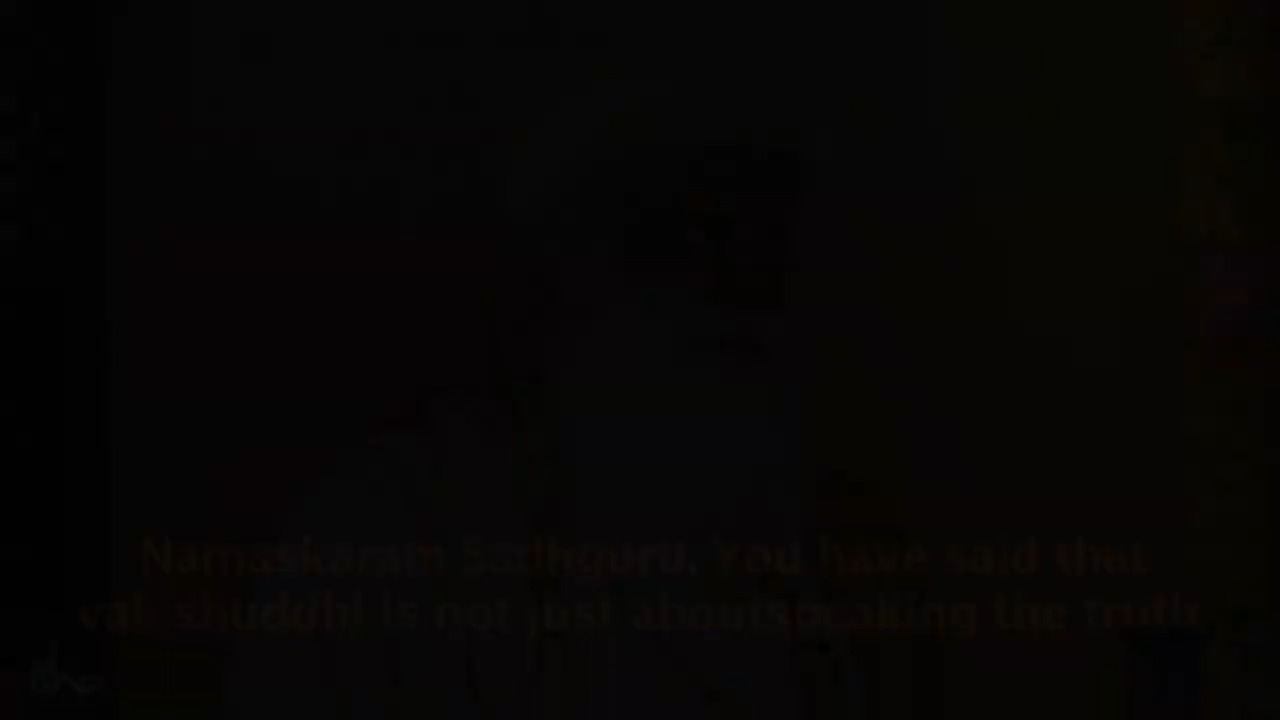 Namaskaram Sadhguru. You have said that
vak shuddhi is not just aboutspeaking the truth